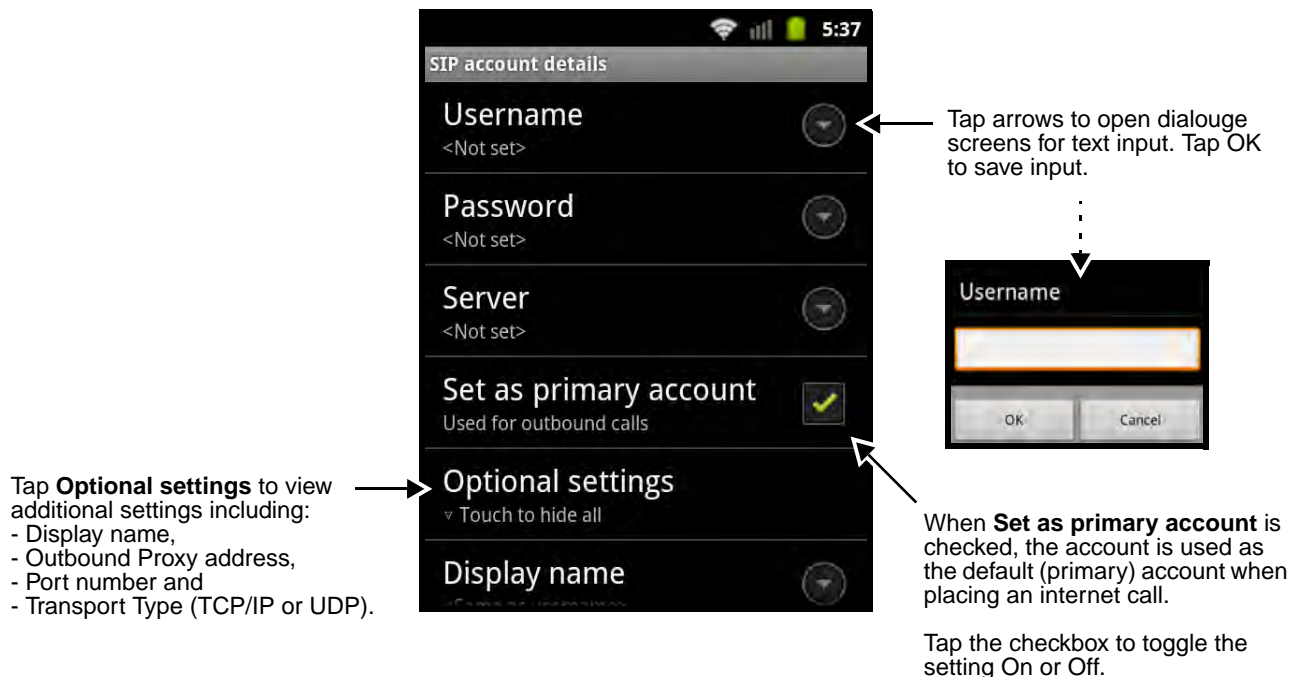 5:37
SIP account details
Username
<Not set>
Password
<Not set>
Server
<Not set>
Set as primary account
Used for outbound calls
Optional settings
▿ Touch to hide all
Display name
<Same as username>
Tap arrows to open dialouge
screens for text input. Tap OK
to save input.
Username
OK
Cancel
Tap Optional settings to view
additional settings including:
- Display name,
- Outbound Proxy address,
- Port number and
- Transport Type (TCP/IP or UDP).
When Set as primary account is
checked, the account is used as
the default (primary) account when
placing an internet call.
Tap the checkbox to toggle the
setting On or Off.